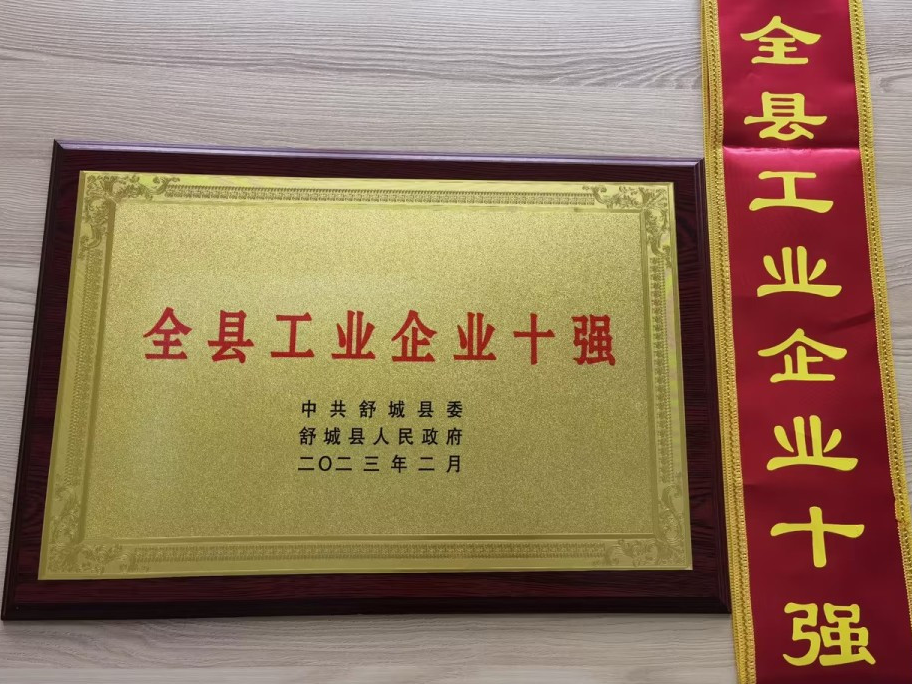 全县工业企业十强
中共舒城县委
舒城县人民政府
二〇二三年二月
全县工业企业十强